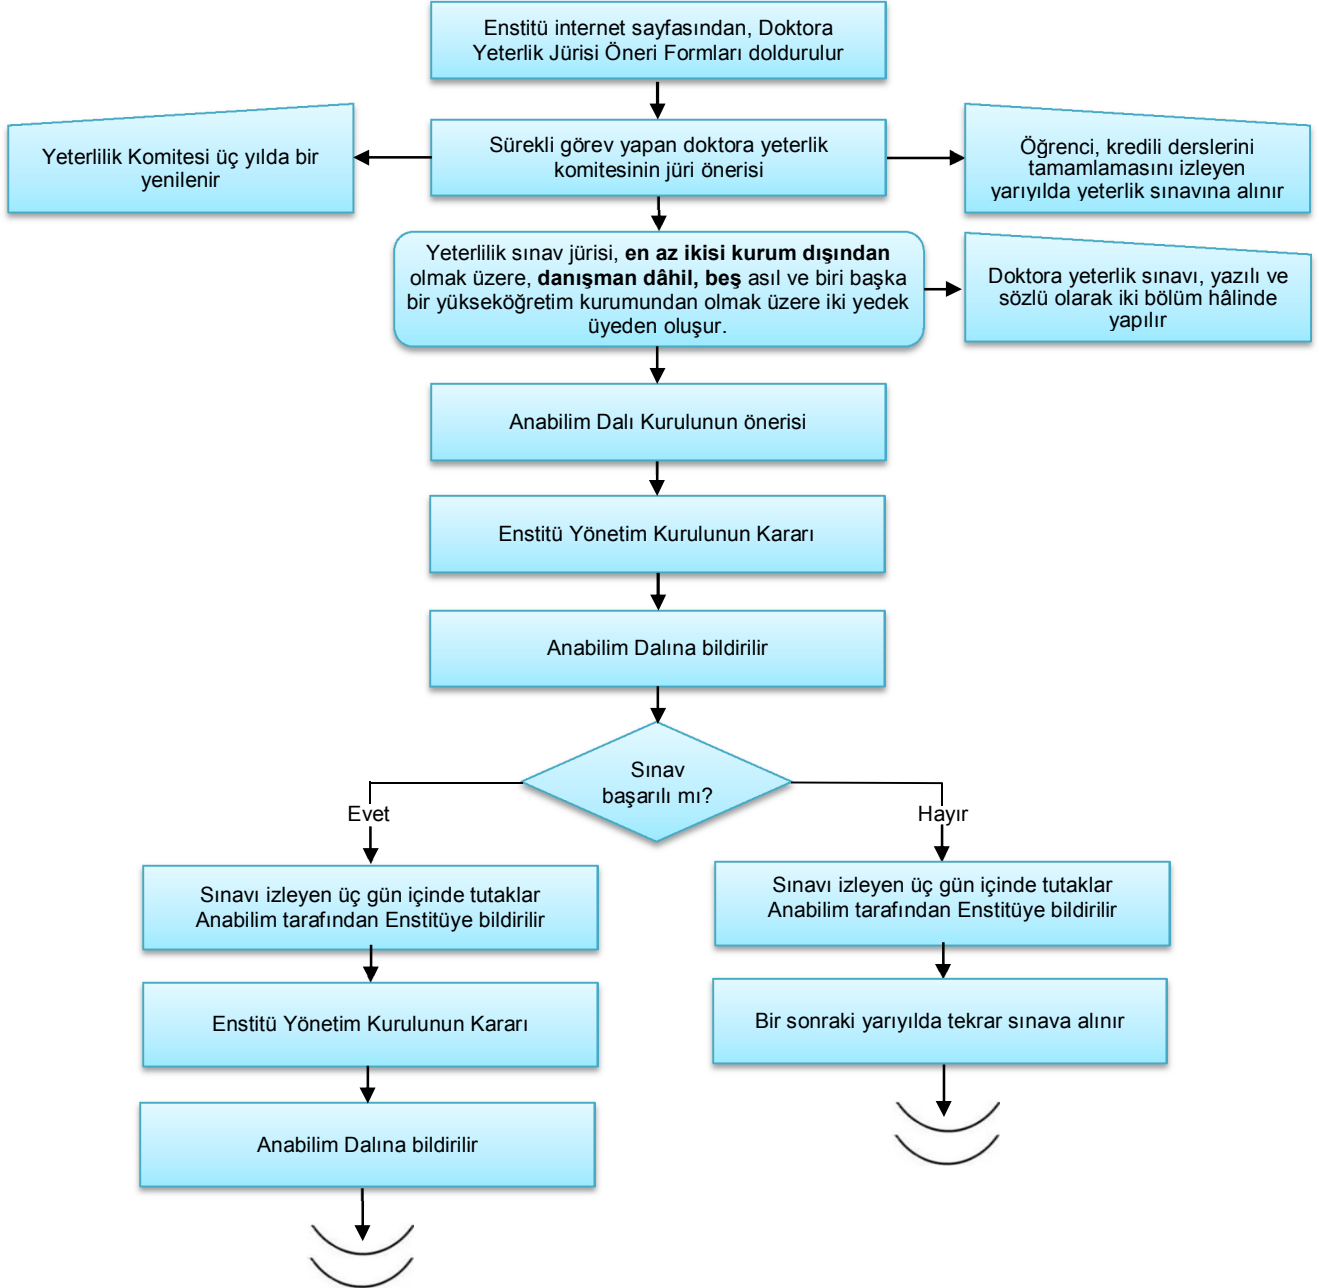 Enstitü internet sayfasından, Doktora
Yeterlik Jürisi Öneri Formları doldurulur
Yeterlilik Komitesi üç yılda bir
yenilenir
Sürekli görev yapan doktora yeterlik
komitesinin jüri önerisi
Öğrenci, kredili derslerini
tamamlamasını izleyen
yarıyılda yeterlik sınavına alınır
Yeterlilik sınav jürisi, en az ikisi kurum dışından
olmak üzere, danışman dâhil, beş asıl ve biri başka
bir yükseköğretim kurumundan olmak üzere iki yedek
üyeden oluşur.
Doktora yeterlik sınavı, yazılı ve
sözlü olarak iki bölüm hâlinde
yapılır
Anabilim Dalı Kurulunun önerisi
Enstitü Yönetim Kurulunun Kararı
Anabilim Dalına bildirilir
Sınav
başarılı mı?
Evet
Hayır
Sınavı izleyen üç gün içinde tutaklar
Anabilim tarafından Enstitüye bildirilir
Sınavı izleyen üç gün içinde tutaklar
Anabilim tarafından Enstitüye bildirilir
Enstitü Yönetim Kurulunun Kararı
Bir sonraki yarıyılda tekrar sınava alınır
Anabilim Dalına bildirilir